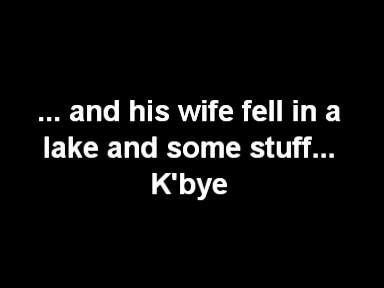 ... and his wife fell in a
lake and some stuff...
K'bye